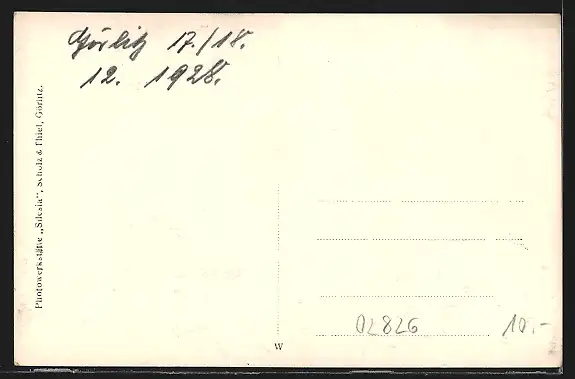 Görlitz 17./18.
12. 1928.
Photowerkstätte „Silesia“, Scholz & Thiel, Görlitz.
02826
10.-
W